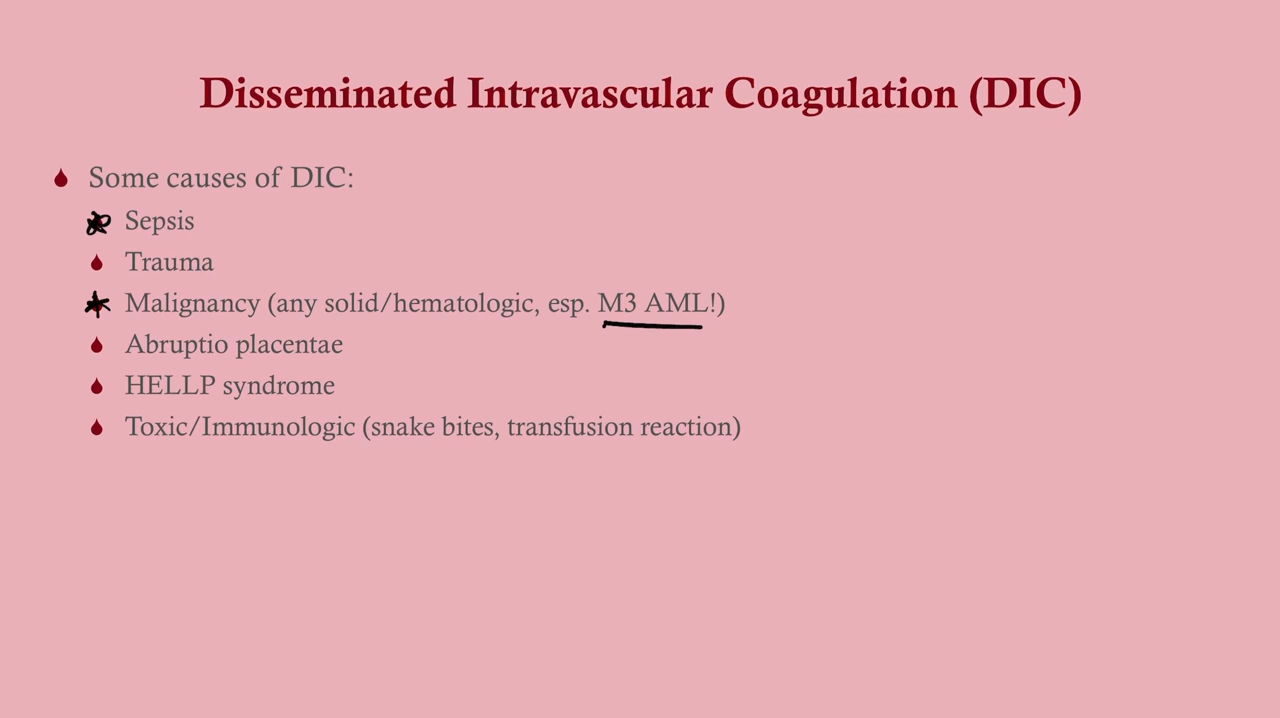 Disseminated Intravascular Coagulation (DIC)
Some causes of DIC:
Sepsis
Trauma
Malignancy (any solid/hematologic, esp. M3 AML!)
Abruptio placentae
HELLP syndrome
Toxic/Immunologic (snake bites, transfusion reaction)